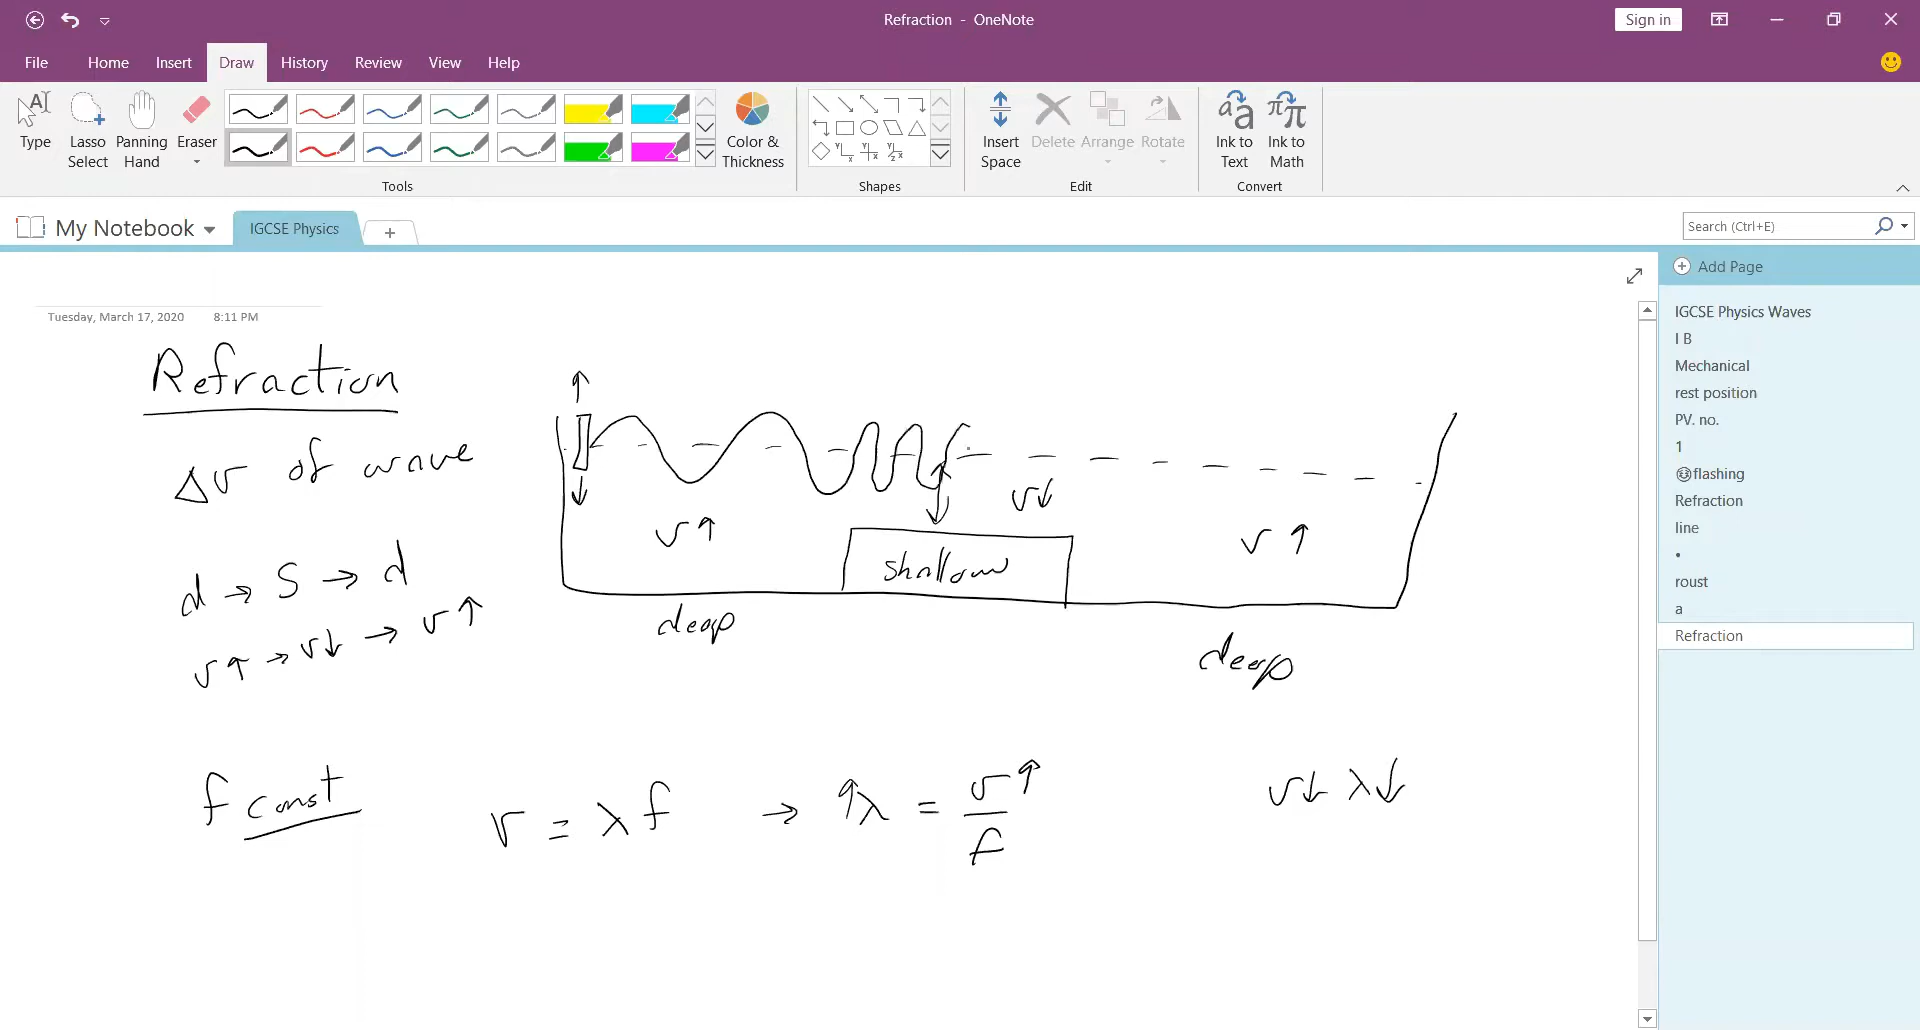 Refraction - OneNote
Sign in
File Home Insert Draw History Review View Help
Type
Lasso Select
Panning Hand
Eraser
Color & Thickness
Insert Space
Delete
Arrange
Rotate
Ink to Text
Ink to Math
Tools
Shapes
Edit
Convert
My Notebook
IGCSE Physics
Search (Ctrl+E)
Add Page
IGCSE Physics Waves
I B
Mechanical
rest position
PV. no.
1
flashing
Refraction
line
•
roust
a
Refraction
Tuesday, March 17, 2020 8:11 PM
Refraction
Δv of wave
d → S → d
v↑ → v↓ → v↑
v↑
v↓
v↑
shallow
deep
deep
f const
v = λ f → ↑λ = v↑ / f
v↓ λ↓